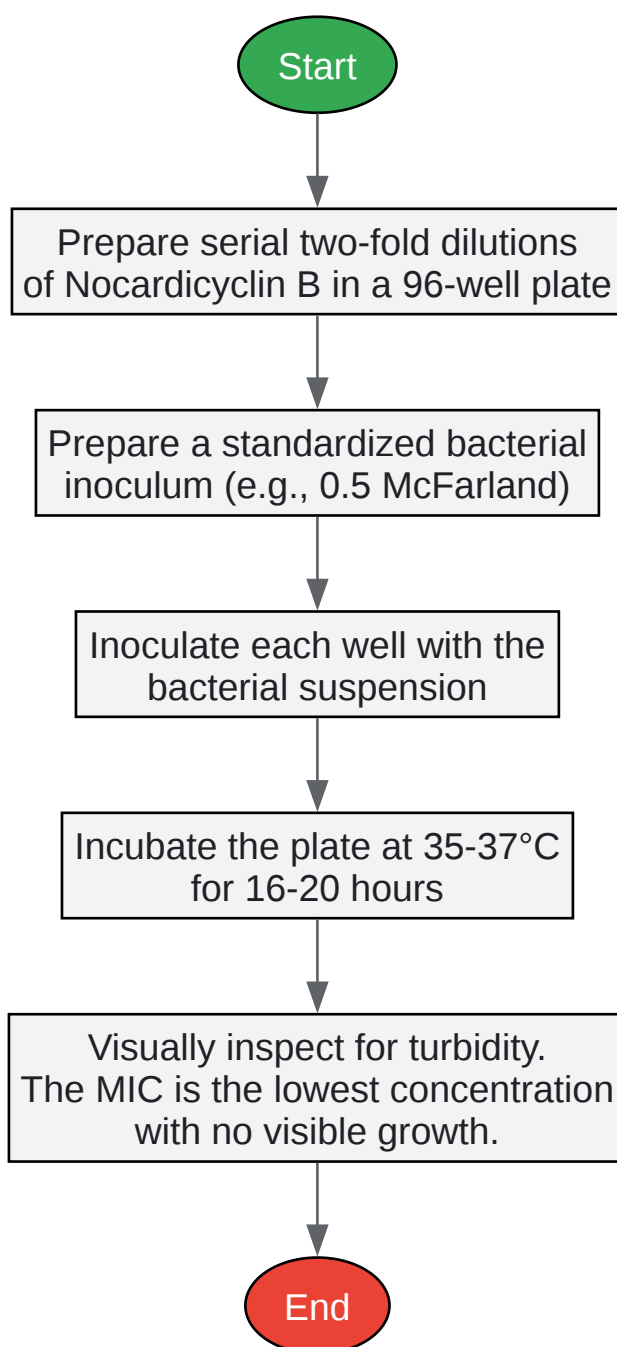 Start
Prepare serial two-fold dilutions
of Nocardicyclin B in a 96-well plate
Prepare a standardized bacterial
inoculum (e.g., 0.5 McFarland)
Inoculate each well with the
bacterial suspension
Incubate the plate at 35-37°C
for 16-20 hours
Visually inspect for turbidity.
The MIC is the lowest concentration
with no visible growth.
End